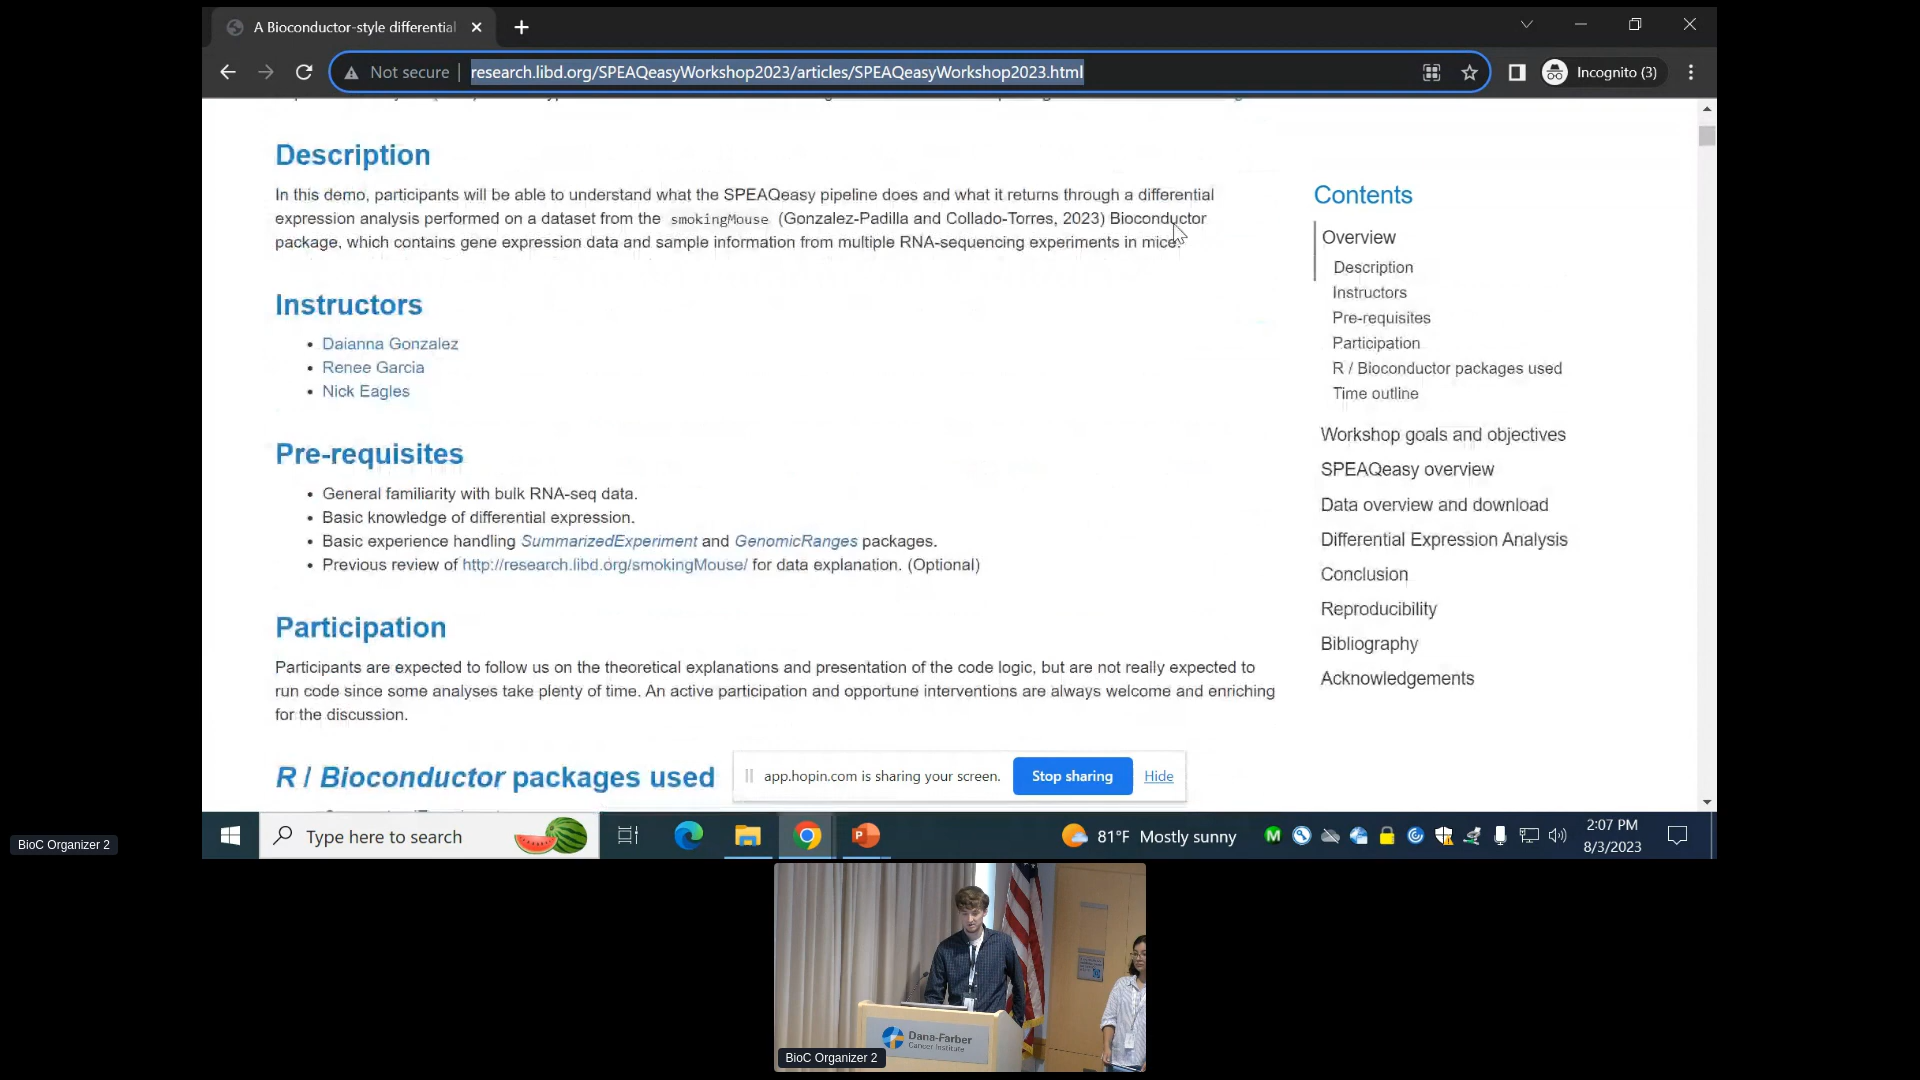 A Bioconductor-style differential
Not secure
research.libd.org/SPEAQeasyWorkshop2023/articles/SPEAQeasyWorkshop2023.html
Incognito (3)
Description
In this demo, participants will be able to understand what the SPEAQeasy pipeline does and what it returns through a differential
expression analysis performed on a dataset from the smokingMouse (Gonzalez-Padilla and Collado-Torres, 2023) Bioconductor
package, which contains gene expression data and sample information from multiple RNA-sequencing experiments in mice.
Instructors
• Daianna Gonzalez
• Renee Garcia
• Nick Eagles
Pre-requisites
• General familiarity with bulk RNA-seq data.
• Basic knowledge of differential expression.
• Basic experience handling SummarizedExperiment and GenomicRanges packages.
• Previous review of http://research.libd.org/smokingMouse/ for data explanation. (Optional)
Participation
Participants are expected to follow us on the theoretical explanations and presentation of the code logic, but are not really expected to
run code since some analyses take plenty of time. An active participation and opportune interventions are always welcome and enriching
for the discussion.
R / Bioconductor packages used
Contents
Overview
Description
Instructors
Pre-requisites
Participation
R / Bioconductor packages used
Time outline
Workshop goals and objectives
SPEAQeasy overview
Data overview and download
Differential Expression Analysis
Conclusion
Reproducibility
Bibliography
Acknowledgements
app.hopin.com is sharing your screen.
Stop sharing
Hide
Type here to search
81°F Mostly sunny
2:07 PM
8/3/2023
BioC Organizer 2
Dana-Farber
Cancer Institute
BioC Organizer 2